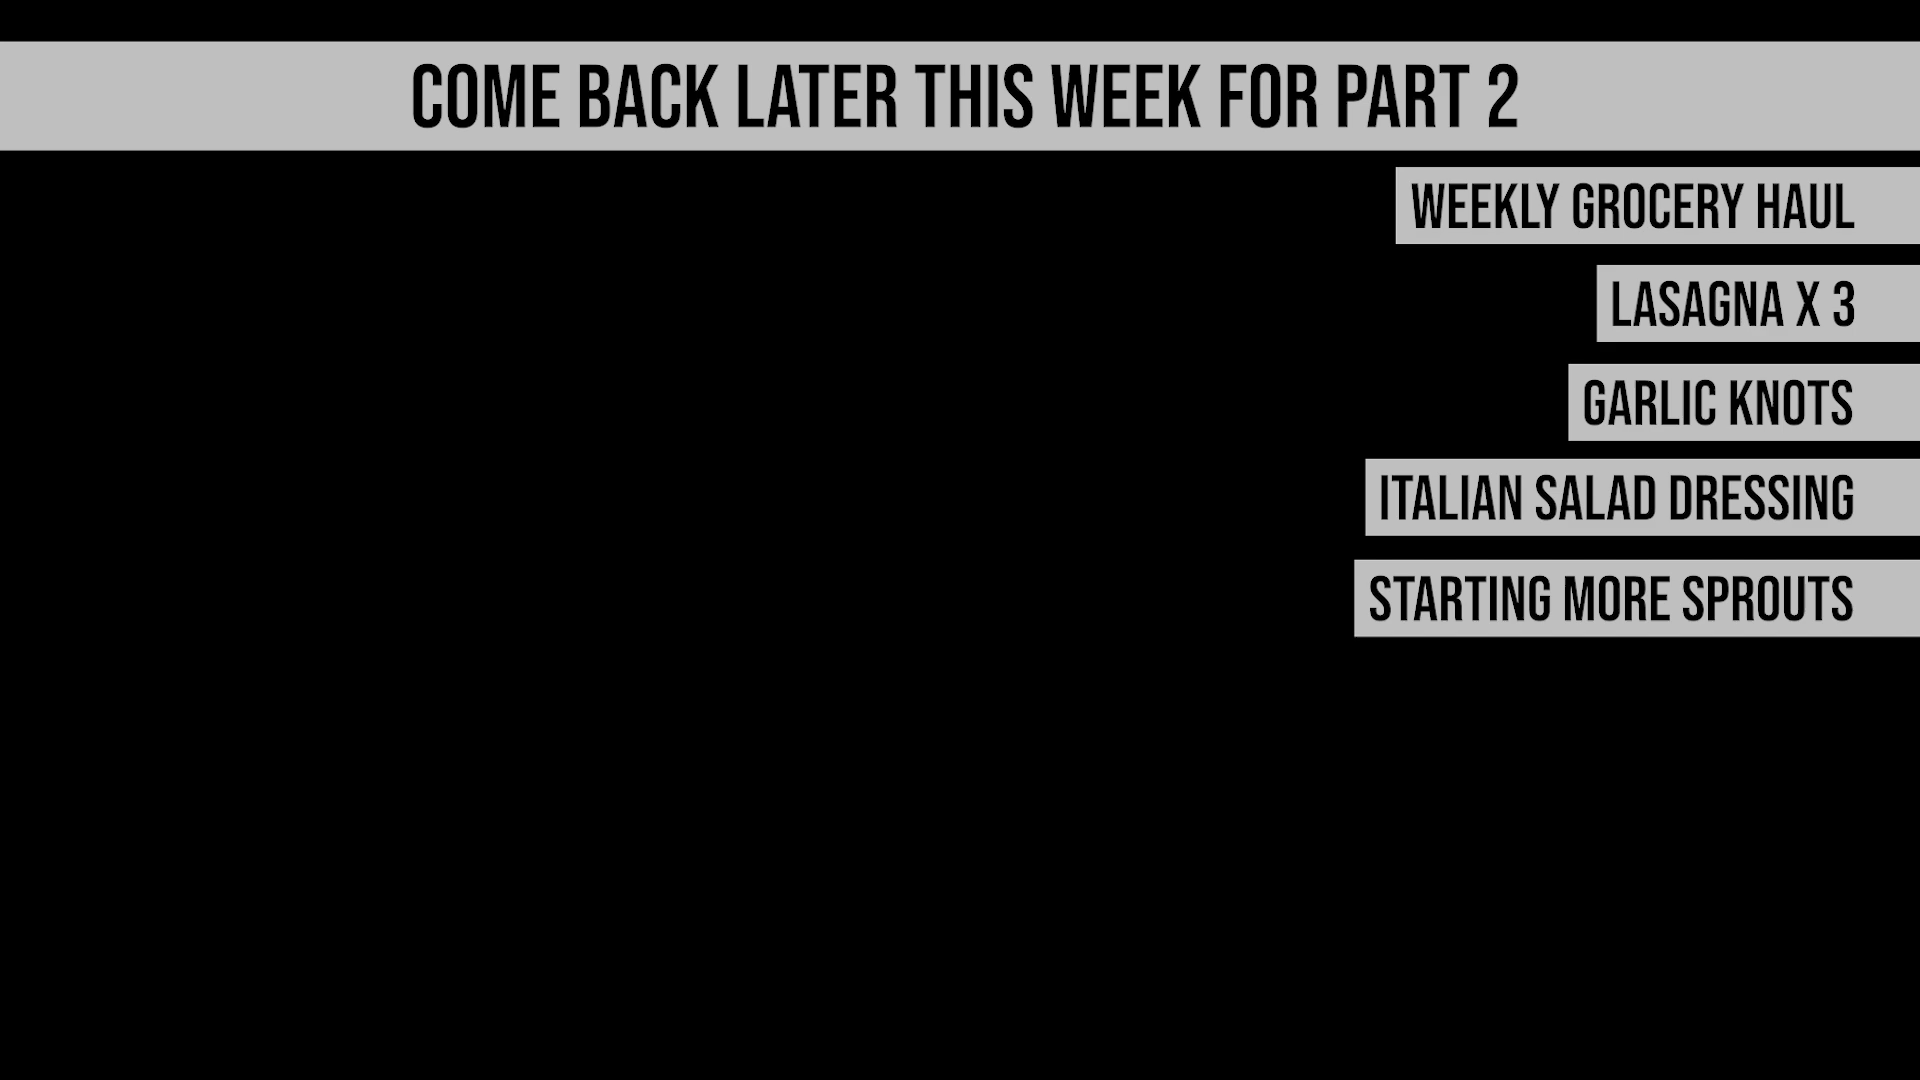 COME BACK LATER THIS WEEK FOR PART 2
WEEKLY GROCERY HAUL
LASAGNA X 3
GARLIC KNOTS
ITALIAN SALAD DRESSING
STARTING MORE SPROUTS